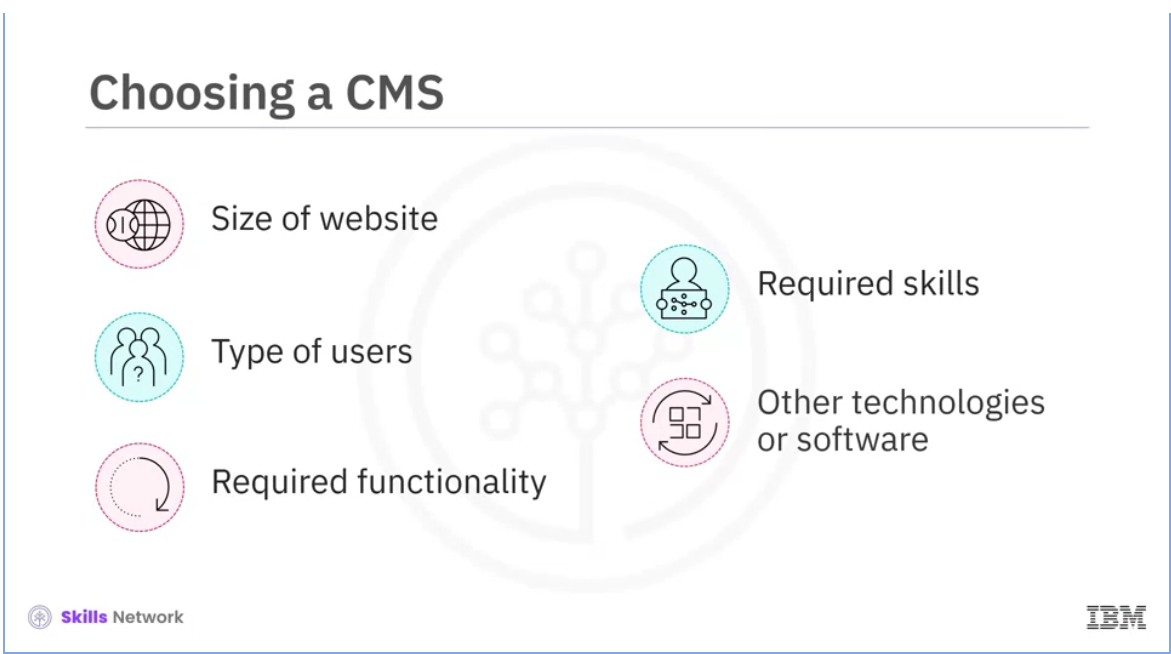 Choosing a CMS
Size of website
Type of users
?
Required functionality
Required skills
Other technologies
or software
Skills Network
IBM